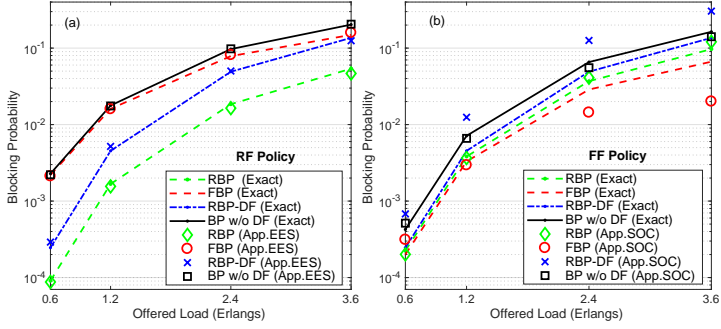 (a)
Blocking Probability
10^-1
10^-2
10^-3
10^-4
RF Policy
RBP (Exact)
FBP (Exact)
RBP-DF (Exact)
BP w/o DF (Exact)
RBP (App.EES)
FBP (App.EES)
RBP-DF (App.EES)
BP w/o DF (App.EES)
0.6 1.2 2.4 3.6
Offered Load (Erlangs)
(b)
Blocking Probability
10^-1
10^-2
10^-3
10^-4
FF Policy
RBP (Exact)
FBP (Exact)
RBP-DF (Exact)
BP w/o DF (Exact)
RBP (App.SOC)
FBP (App.SOC)
RBP-DF (App.SOC)
BP w/o DF (App.SOC)
0.6 1.2 2.4 3.6
Offered Load (Erlangs)